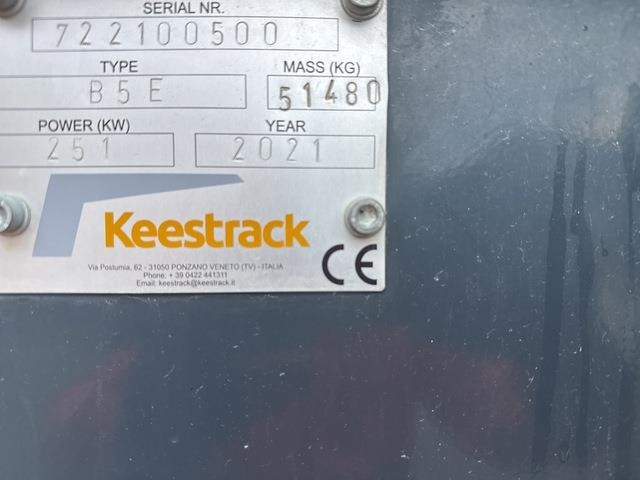 SERIAL NR.
722100500
TYPE MASS (KG)
B5E 51480
POWER (KW) YEAR
251 2021
Keestrack
Via Postumia, 62 - 31050 PONZANO VENETO (TV) - ITALIA
Phone: + 39 0422 441311
Email: keestrack@keestrack.it
CE